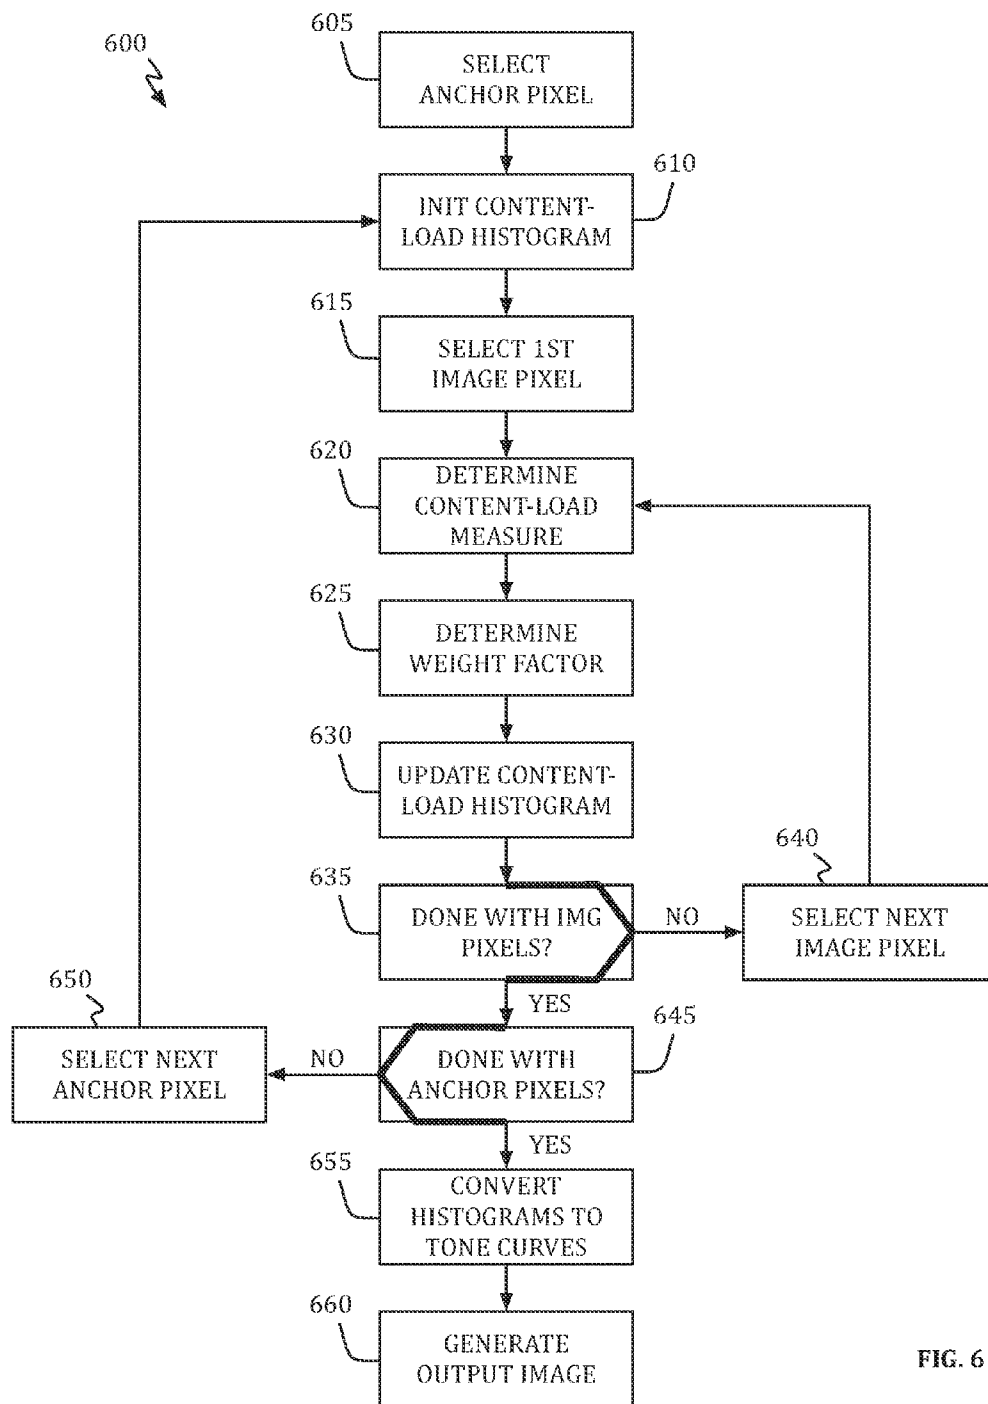 600
605
SELECT
ANCHOR PIXEL
610
INIT CONTENT-
LOAD HISTOGRAM
615
SELECT 1ST
IMAGE PIXEL
620
DETERMINE
CONTENT-LOAD
MEASURE
625
DETERMINE
WEIGHT FACTOR
630
UPDATE CONTENT-
LOAD HISTOGRAM
635
DONE WITH IMG
PIXELS?
NO
640
SELECT NEXT
IMAGE PIXEL
YES
645
DONE WITH
ANCHOR PIXELS?
NO
650
SELECT NEXT
ANCHOR PIXEL
YES
655
CONVERT
HISTOGRAMS TO
TONE CURVES
660
GENERATE
OUTPUT IMAGE
FIG. 6